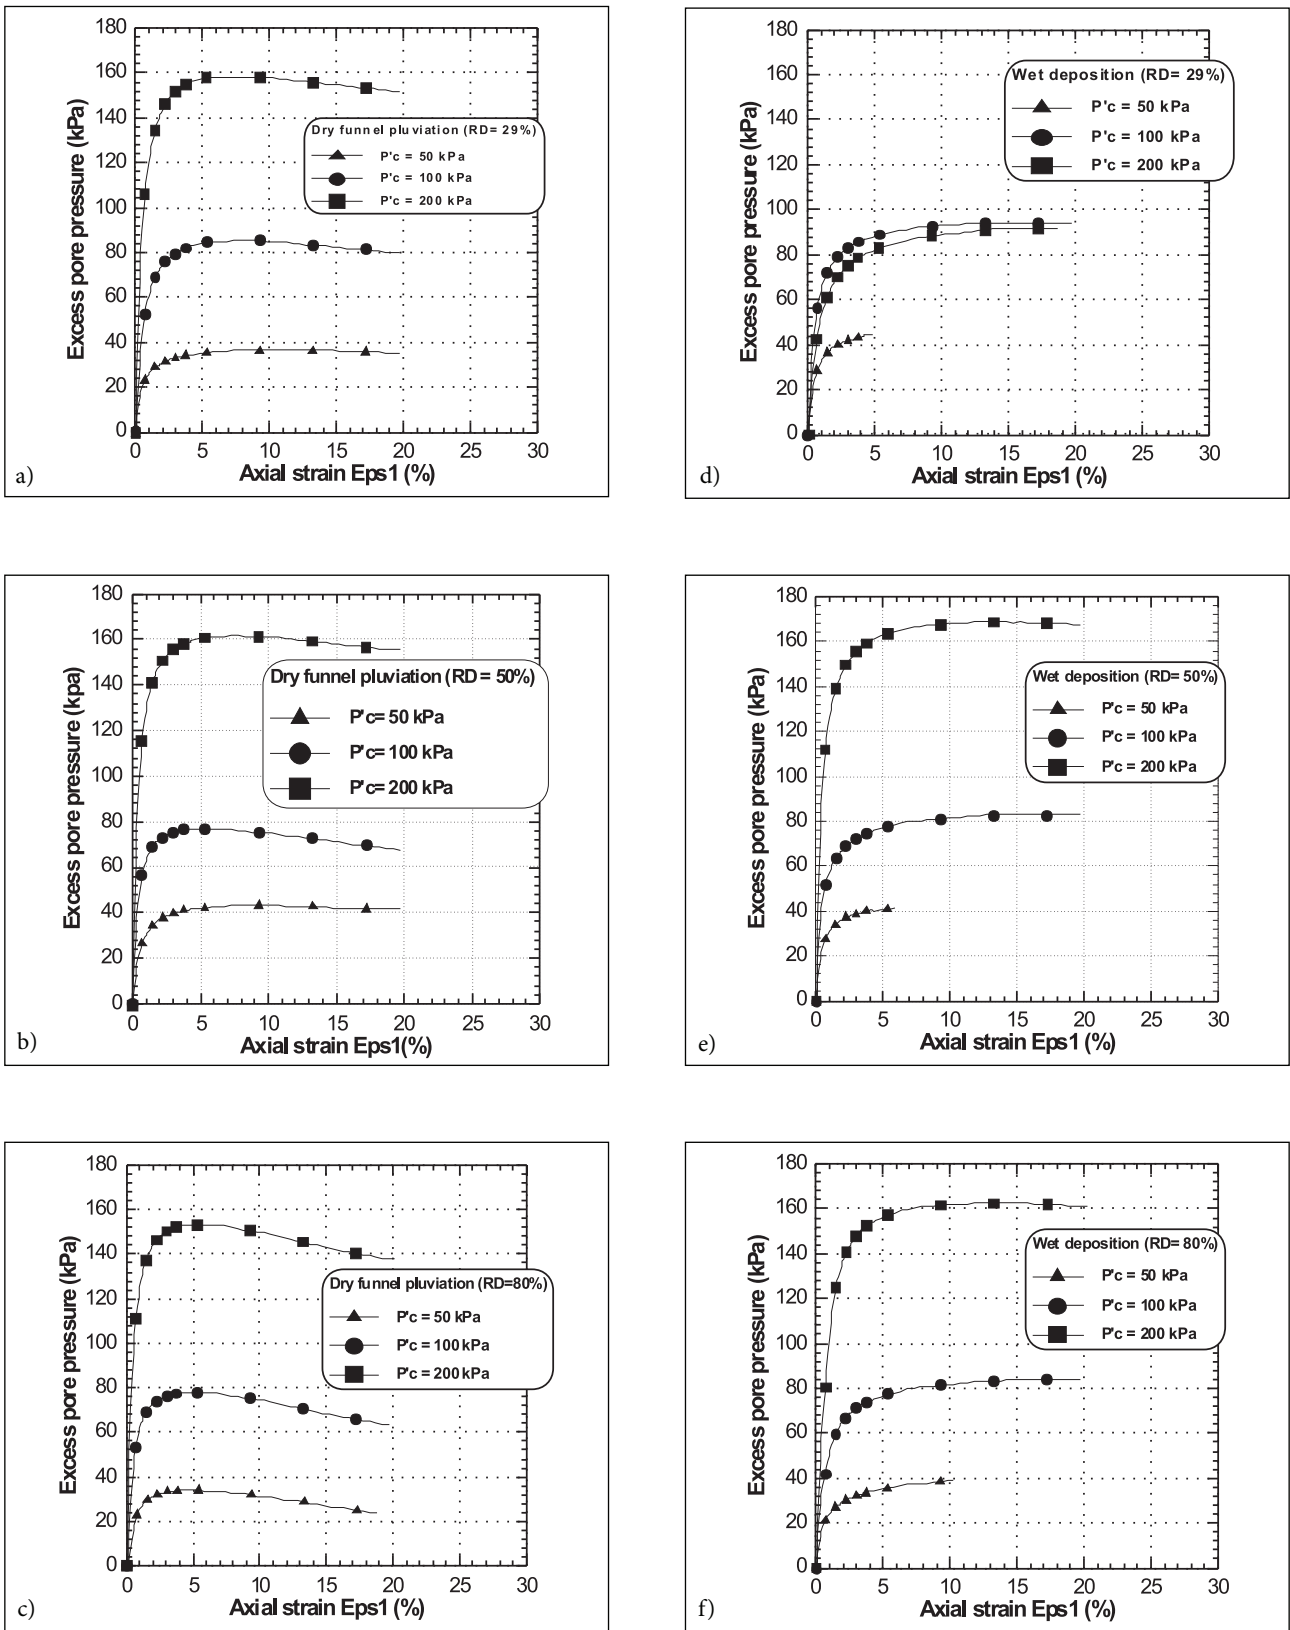 180
160
140
120
100
80
60
40
20
0
Excess pore pressure (kPa)
Dry funnel pluviation (RD= 29%)
P'c = 50 kPa
P'c = 100 kPa
P'c = 200 kPa
0 5 10 15 20 25 30
Axial strain Eps1 (%)
a)
180
160
140
120
100
80
60
40
20
0
Excess pore pressure (kPa)
Wet deposition (RD= 29%)
P'c = 50 kPa
P'c = 100 kPa
P'c = 200 kPa
0 5 10 15 20 25 30
Axial strain Eps1 (%)
d)
180
160
140
120
100
80
60
40
20
0
Excess pore pressure (kpa)
Dry funnel pluviation (RD= 50%)
P'c= 50 kPa
P'c= 100 kPa
P'c= 200 kPa
0 5 10 15 20 25 30
Axial strain Eps1(%)
b)
180
160
140
120
100
80
60
40
20
0
Excess pore pressure (kPa)
Wet deposition (RD= 50%)
P'c = 50 kPa
P'c = 100 kPa
P'c = 200 kPa
0 5 10 15 20 25 30
Axial strain Eps1 (%)
e)
180
160
140
120
100
80
60
40
20
0
Excess pore pressure (kPa)
Dry funnel pluviation (RD=80%)
P'c = 50 kPa
P'c = 100 kPa
P'c = 200 kPa
0 5 10 15 20 25 30
Axial strain Eps1 (%)
c)
180
160
140
120
100
80
60
40
20
0
Excess pore pressure (kPa)
Wet deposition (RD= 80%)
P'c = 50 kPa
P'c = 100 kPa
P'c = 200 kPa
0 5 10 15 20 25 30
Axial strain Eps1 (%)
f)